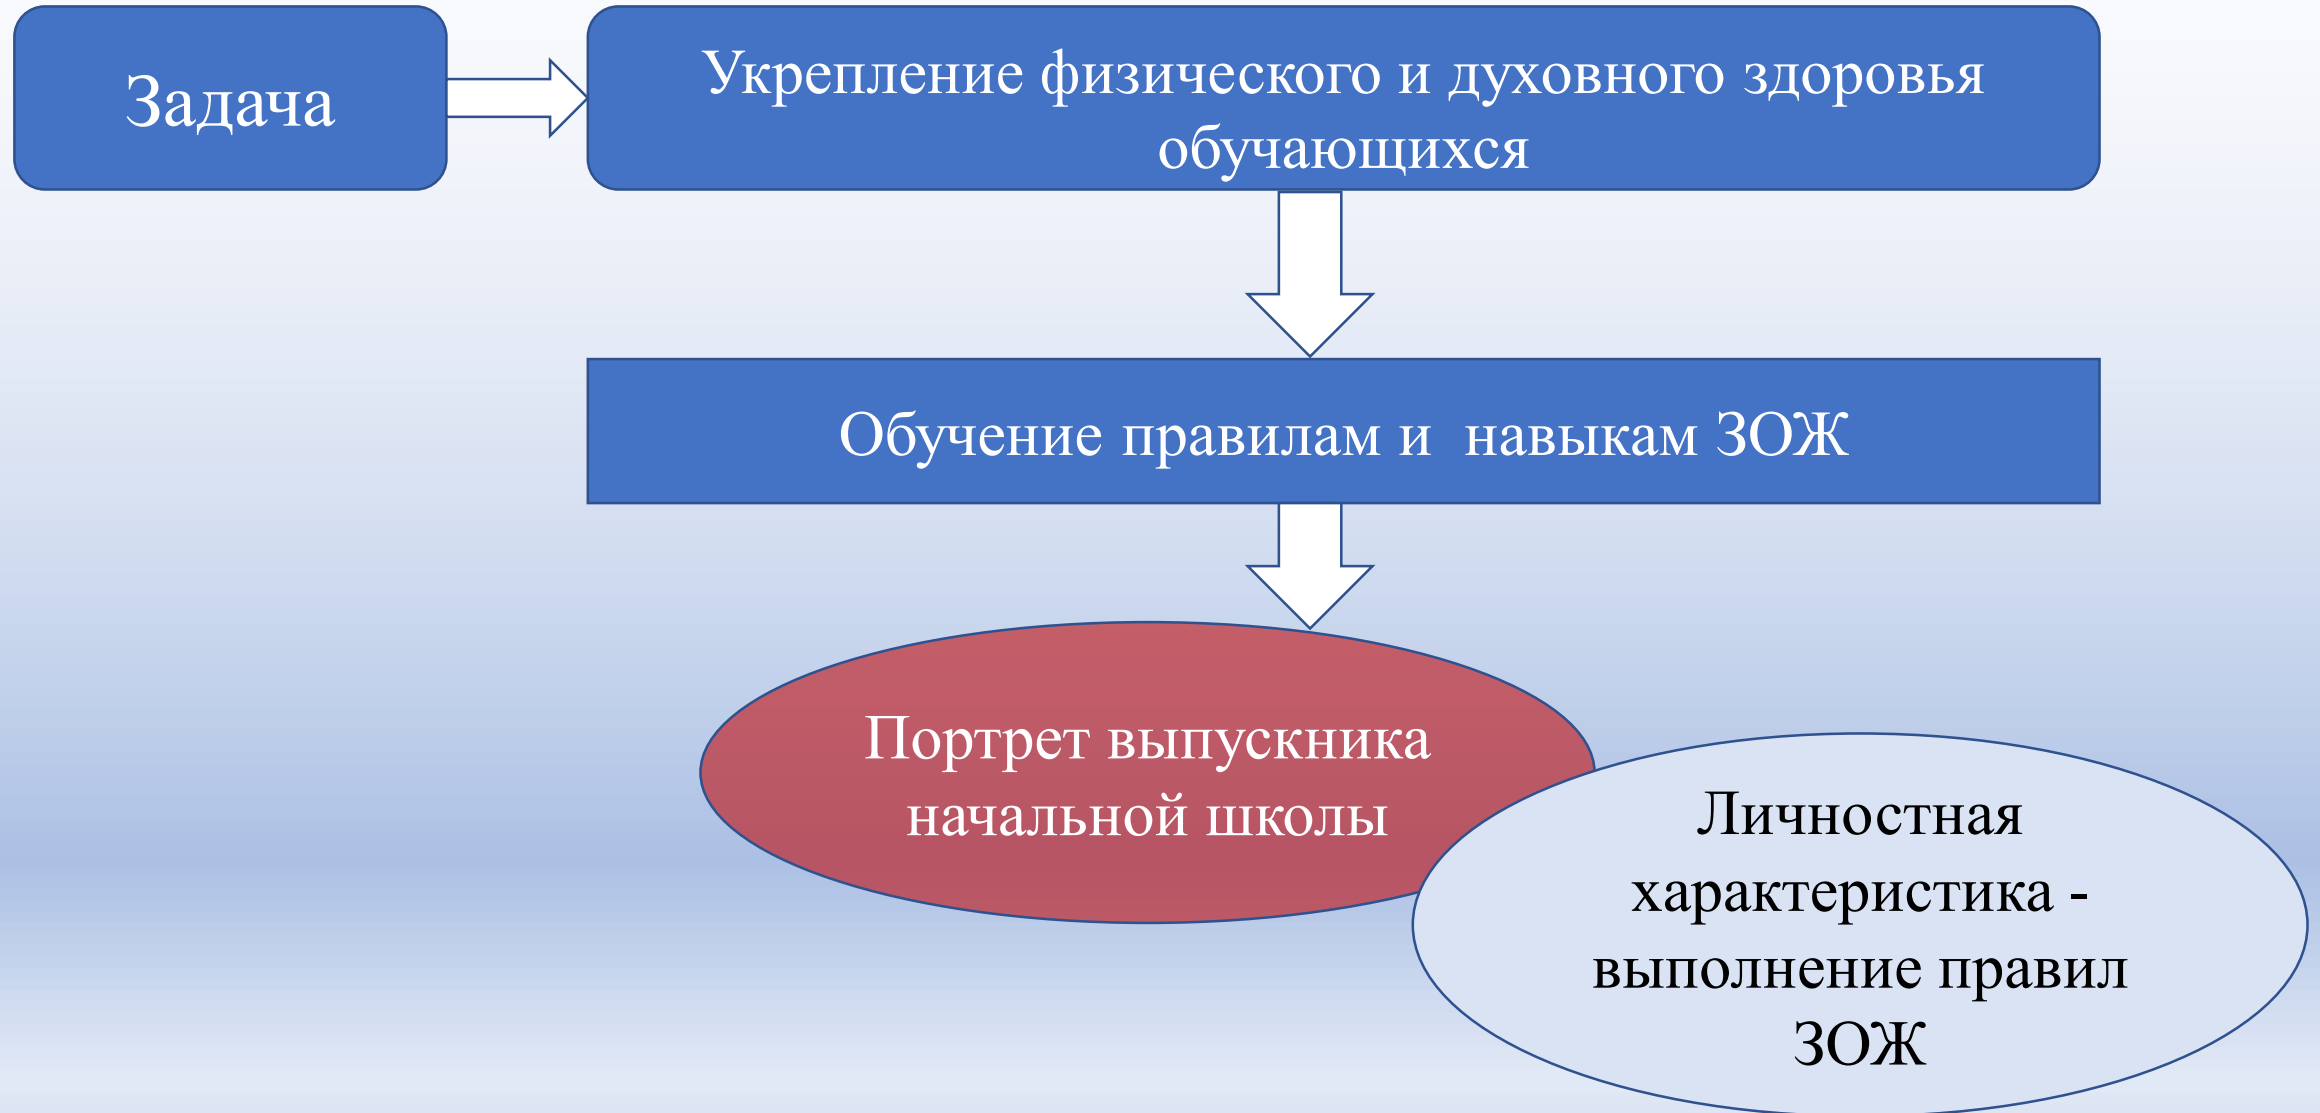 Задача
Укрепление физического и духовного здоровья
обучающихся
Обучение правилам и  навыкам ЗОЖ
Портрет выпускника
начальной школы
Личностная
характеристика -
выполнение правил
ЗОЖ